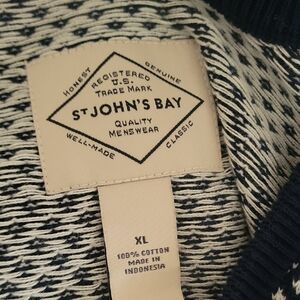 HONEST
GENUINE
REGISTERED
U.S.
TRADE MARK
ST JOHN'S BAY
QUALITY
MENSWEAR
WELL-MADE
CLASSIC
XL
100% COTTON
MADE IN
INDONESIA